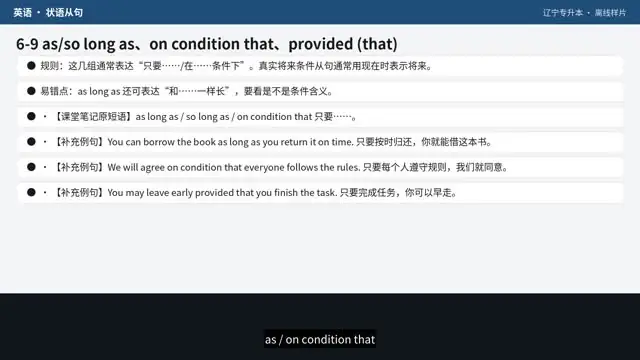 英语 · 状语从句
辽宁专升本 · 离线样片
6-9 as/so long as、on condition that、provided (that)
● 规则：这几组通常表达“只要……/在……条件下”。真实将来条件从句通常用现在时表示将来。
● 易错点：as long as 还可表达“和……一样长”，要看是不是条件含义。
● · 【课堂笔记原短语】as long as / so long as / on condition that 只要……。
● · 【补充例句】You can borrow the book as long as you return it on time. 只要按时归还，你就能借这本书。
● · 【补充例句】We will agree on condition that everyone follows the rules. 只要每个人遵守规则，我们就同意。
● · 【补充例句】You may leave early provided that you finish the task. 只要完成任务，你可以早走。
as / on condition that